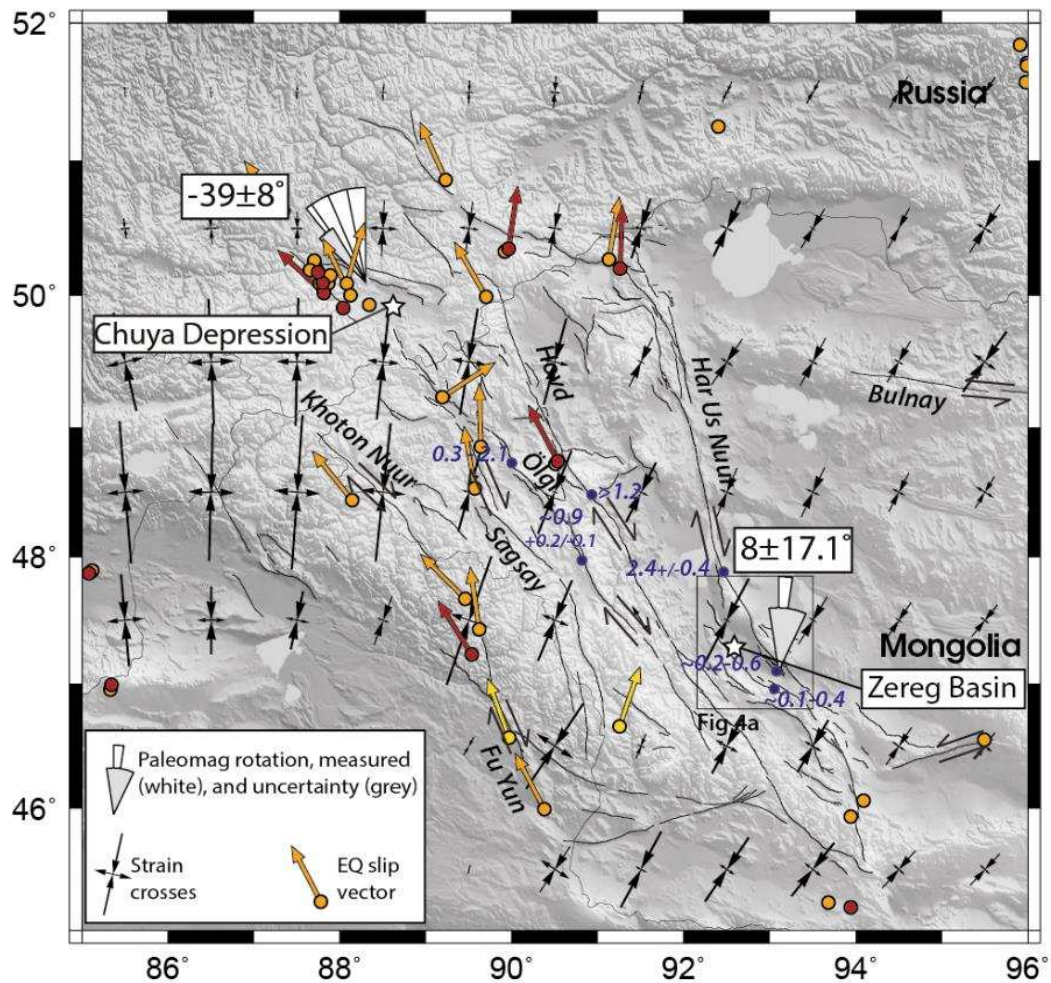 52°
50°
48°
46°
86°
88°
90°
92°
94°
96°
Russia
-39±8°
Chuya Depression
Hovd
Har Us Nuur
Bulnay
Khoton Nuur
Ölgi
0.3 - 2.1
>1.2
~0.9
+0.2/-0.1
Sagsay
2.4+/-0.4
8±17.1°
Mongolia
~0.2-0.6
Zereg Basin
~0.1-0.4
Fig 4a
Fu Yun
Paleomag rotation, measured
(white), and uncertainty (grey)
Strain
crosses
EQ slip
vector